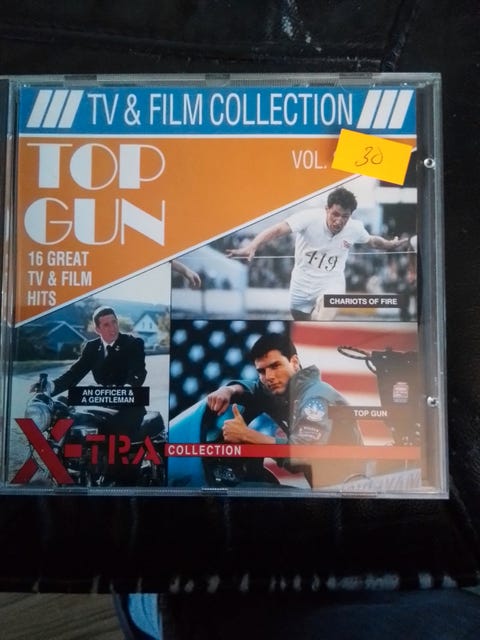 TV & FILM COLLECTION
TOP
GUN
VOL.
30
16 GREAT
TV & FILM
HITS
419
CHARIOTS OF FIRE
AN OFFICER &
A GENTLEMAN
TOP GUN
X-TRA
COLLECTION